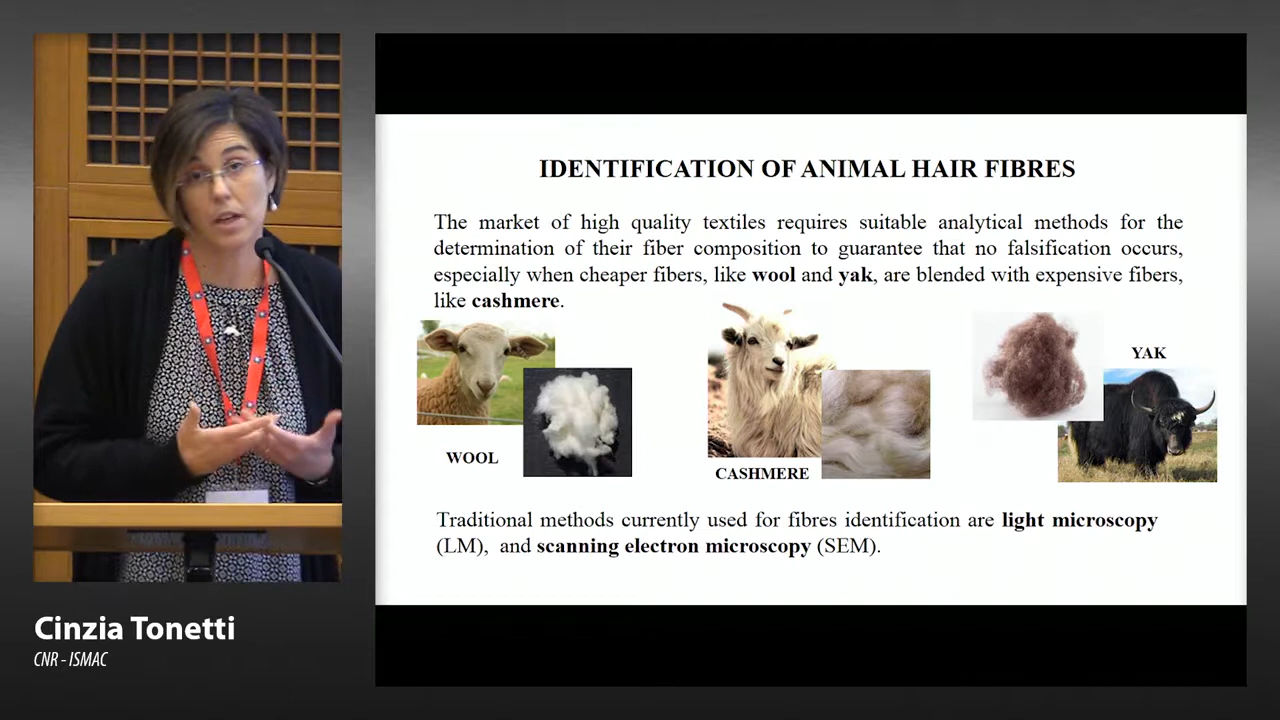 IDENTIFICATION OF ANIMAL HAIR FIBRES
The market of high quality textiles requires suitable analytical methods for the
determination of their fiber composition to guarantee that no falsification occurs,
especially when cheaper fibers, like wool and yak, are blended with expensive fibers,
like cashmere.
WOOL
CASHMERE
YAK
Traditional methods currently used for fibres identification are light microscopy
(LM), and scanning electron microscopy (SEM).
Cinzia Tonetti
CNR - ISMAC